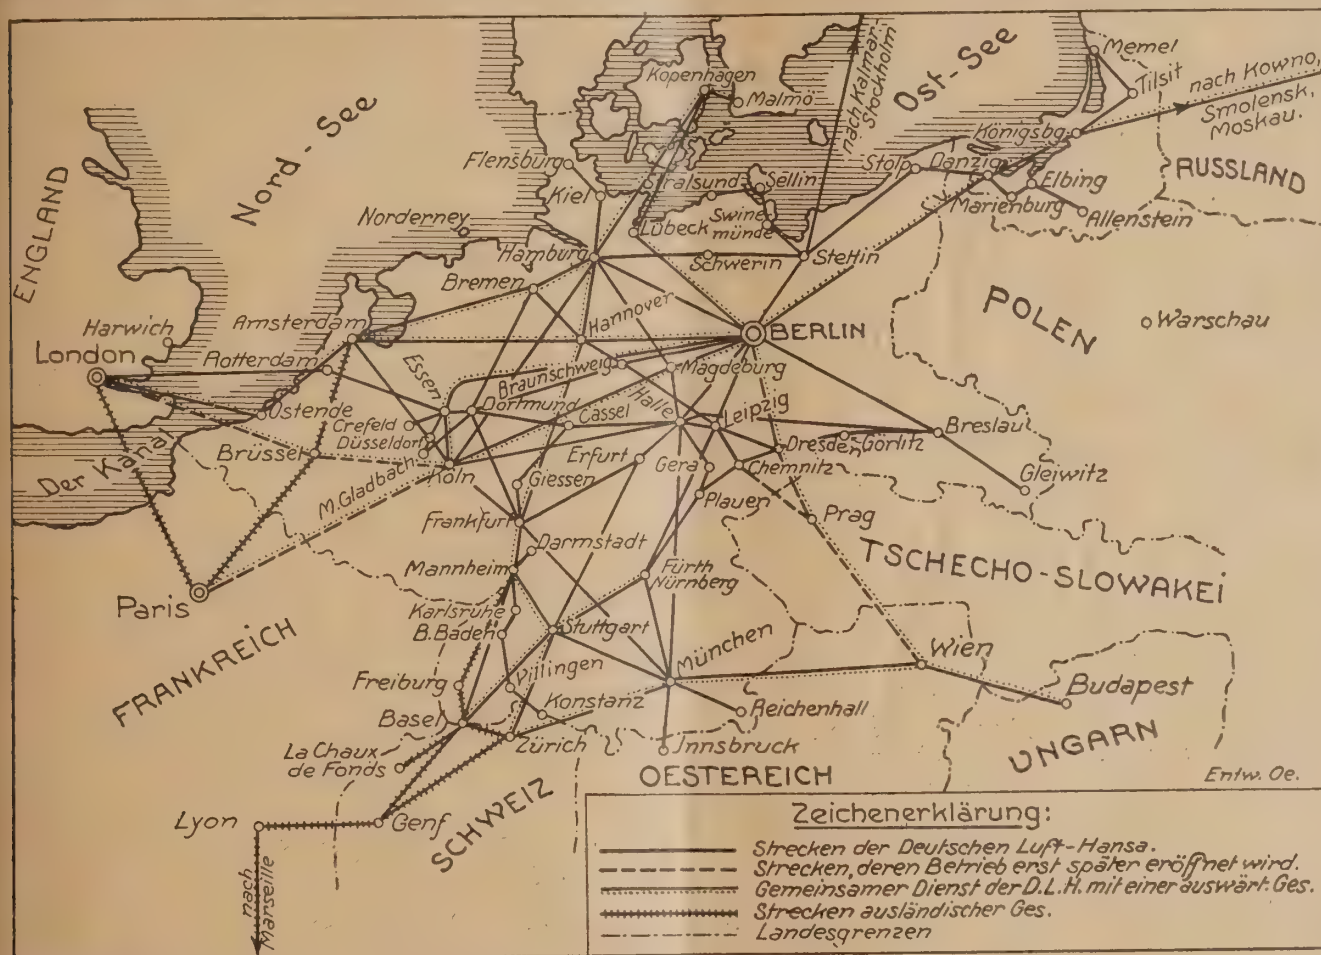 Memel
Tilsit
nach Kowno,
Smolensk,
Moskau.
Kopenhagen
Malmö
nach Kalmar-
Stockholm
Ost-See
Königsbg.
RUSSLAND
Nord-See
ENGLAND
Flensburg
Kiel
Stralsund
Sellin
Stolp
Danzig
Elbing
Marienburg
Allenstein
Norderney
Lübeck
Swine
münde
Hamburg
Schwerin
Stettin
Bremen
POLEN
Warschau
Harwich
Amsterdam
Hannover
BERLIN
London
Rotterdam
Essen
Braunschweig
Magdeburg
Ostende
Dortmund
Cassel
Halle
Leipzig
Crefeld
Düsseldorf
Breslau
Brüssel
Der Kanal
M.Gladbach
Köln
Erfurt
Gera
Dresden
Görlitz
Chemnitz
Giessen
Gleiwitz
Plauen
Prag
Frankfurt
Darmstadt
TSCHECHO-SLOWAKEI
Mannheim
Fürth
Nürnberg
Paris
Karlsruhe
B.Baden
Stuttgart
FRANKREICH
München
Wien
Villingen
Budapest
Freiburg
Konstanz
Reichenhall
Basel
UNGARN
La Chaux
de Fonds
Zürich
Innsbruck
OESTEREICH
Entw. Oe.
SCHWEIZ
Lyon
Genf
nach
Marseille
Zeichenerklärung:
Strecken der Deutschen Luft-Hansa.
Strecken, deren Betrieb erst später eröffnet wird.
Gemeinsamer Dienst der D.L.H. mit einer auswärt. Ges.
Strecken ausländischer Ges.
Landesgrenzen